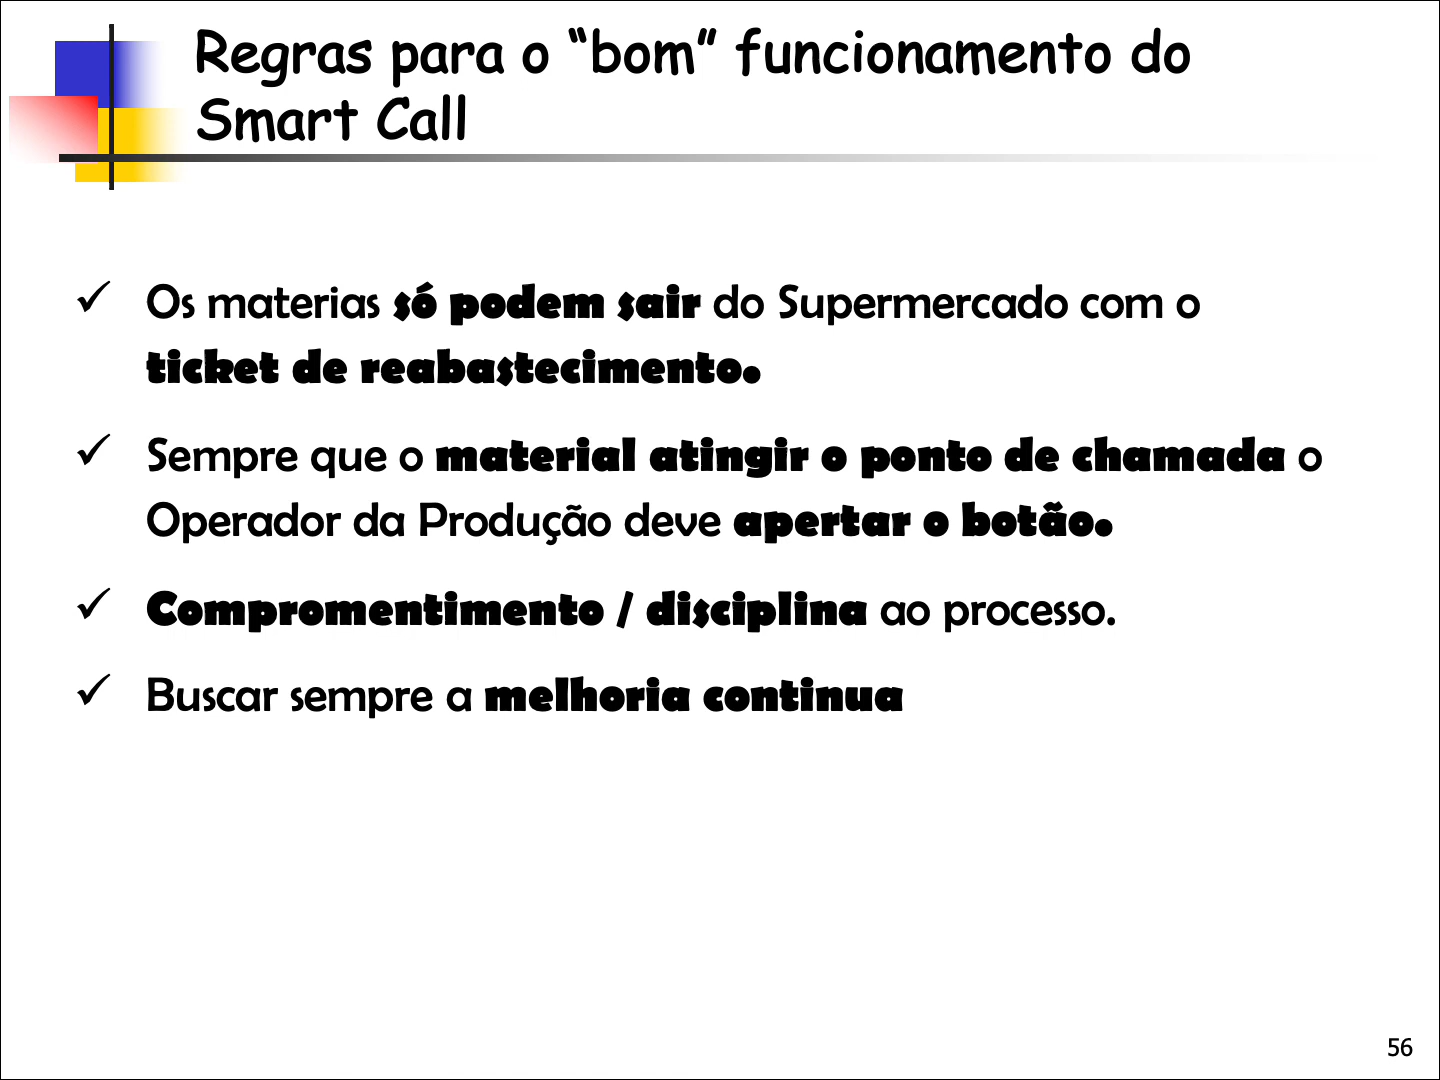 Regras para o “bom” funcionamento do
Smart Call
✓ Os materias só podem sair do Supermercado com o
ticket de reabastecimento.
✓ Sempre que o material atingir o ponto de chamada o
Operador da Produção deve apertar o botão.
✓ Compromentimento / disciplina ao processo.
✓ Buscar sempre a melhoria continua
56